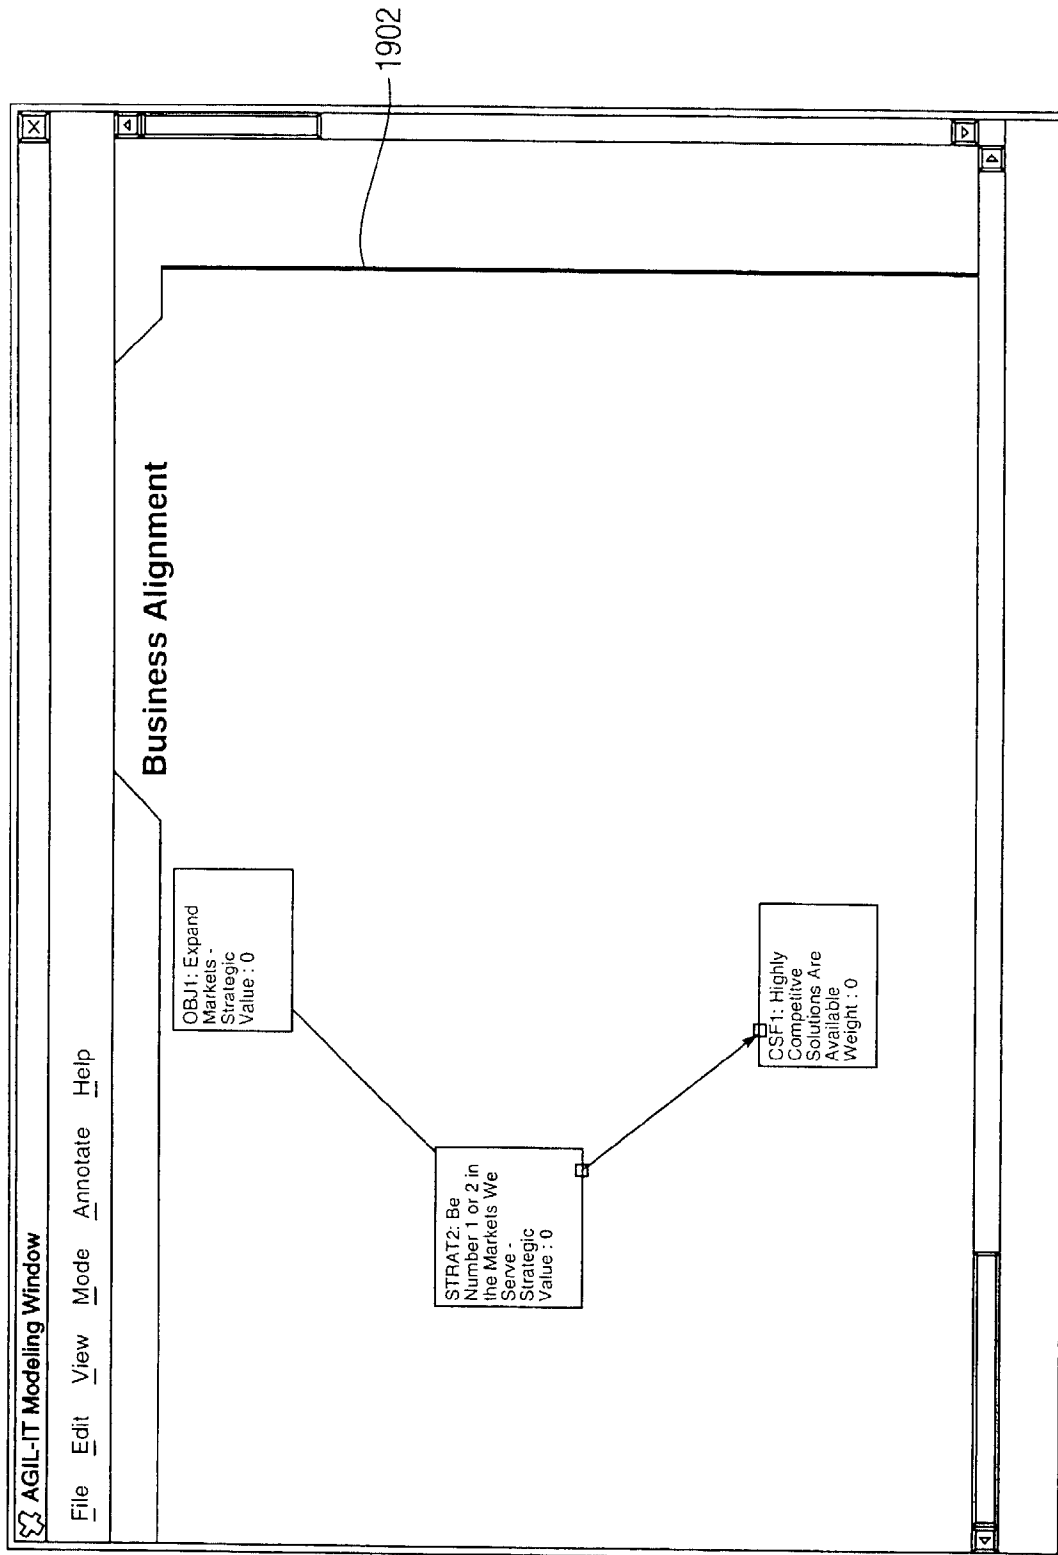 AGIL-IT Modeling Window
File Edit View Mode Annotate Help
Business Alignment
OBJ1: Expand
Markets -
Strategic
Value : 0
STRAT2: Be
Number 1 or 2 in
the Markets We
Serve -
Strategic
Value : 0
CSF1: Highly
Competitve
Solutions Are
Available
Weight : 0
1902